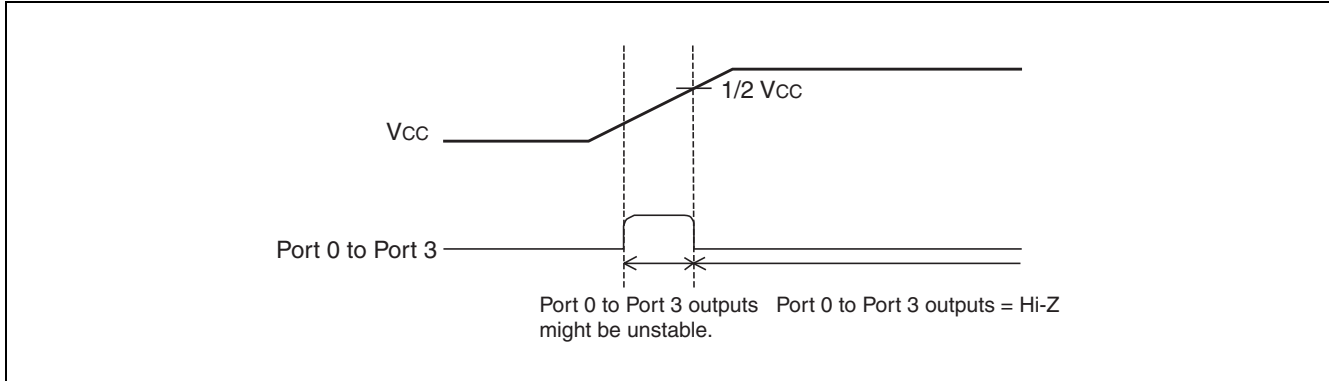 1/2 VCC
VCC
Port 0 to Port 3
Port 0 to Port 3 outputs
might be unstable.
Port 0 to Port 3 outputs = Hi-Z